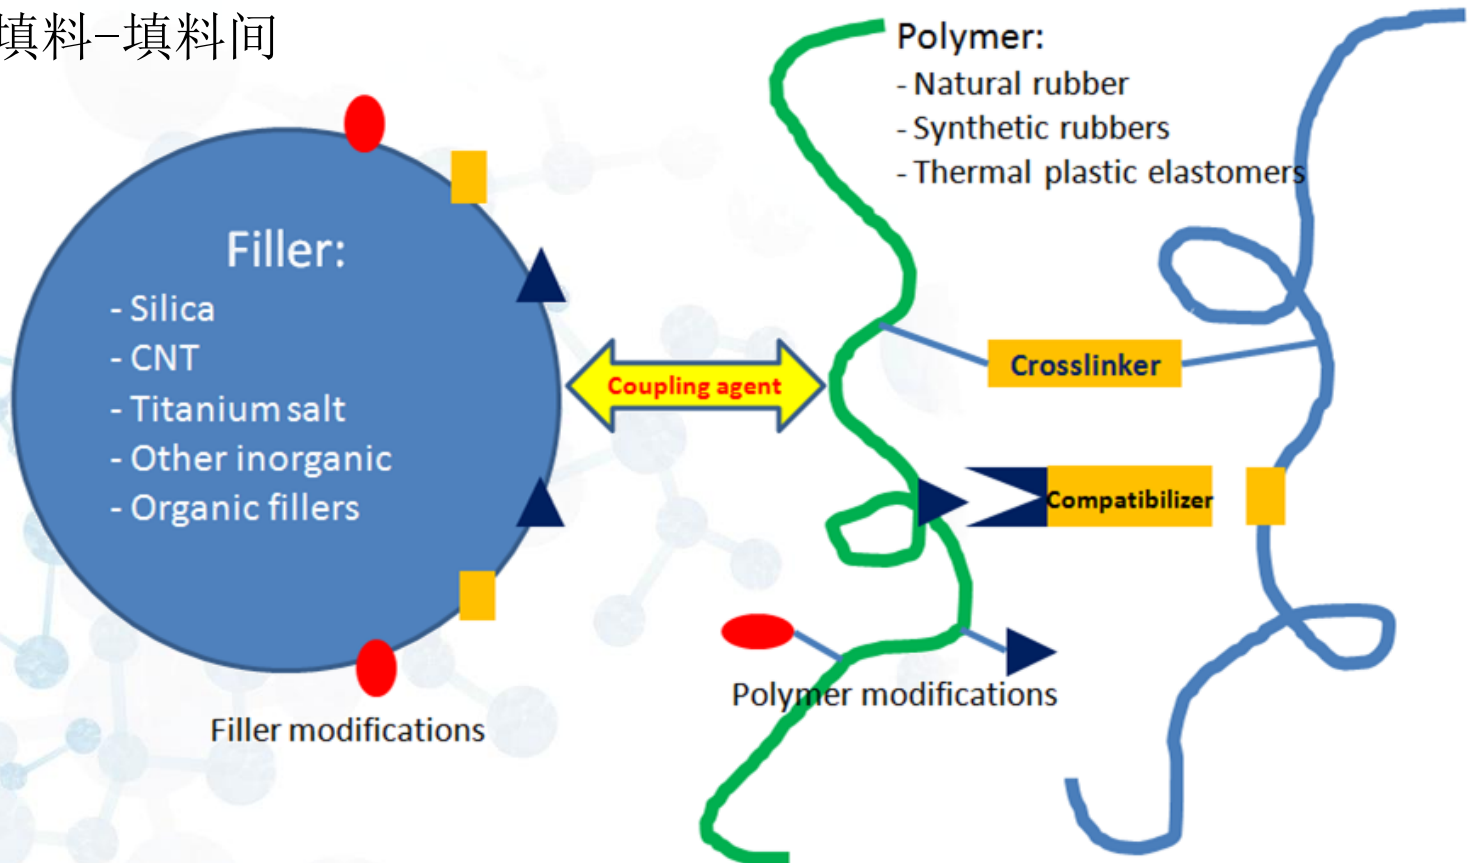 填料-填料间
Polymer:
- Natural rubber
- Synthetic rubbers
- Thermal plastic elastomers
Filler:
- Silica
- CNT
- Titanium salt
- Other inorganic
- Organic fillers
Coupling agent
Crosslinker
Compatibilizer
Polymer modifications
Filler modifications